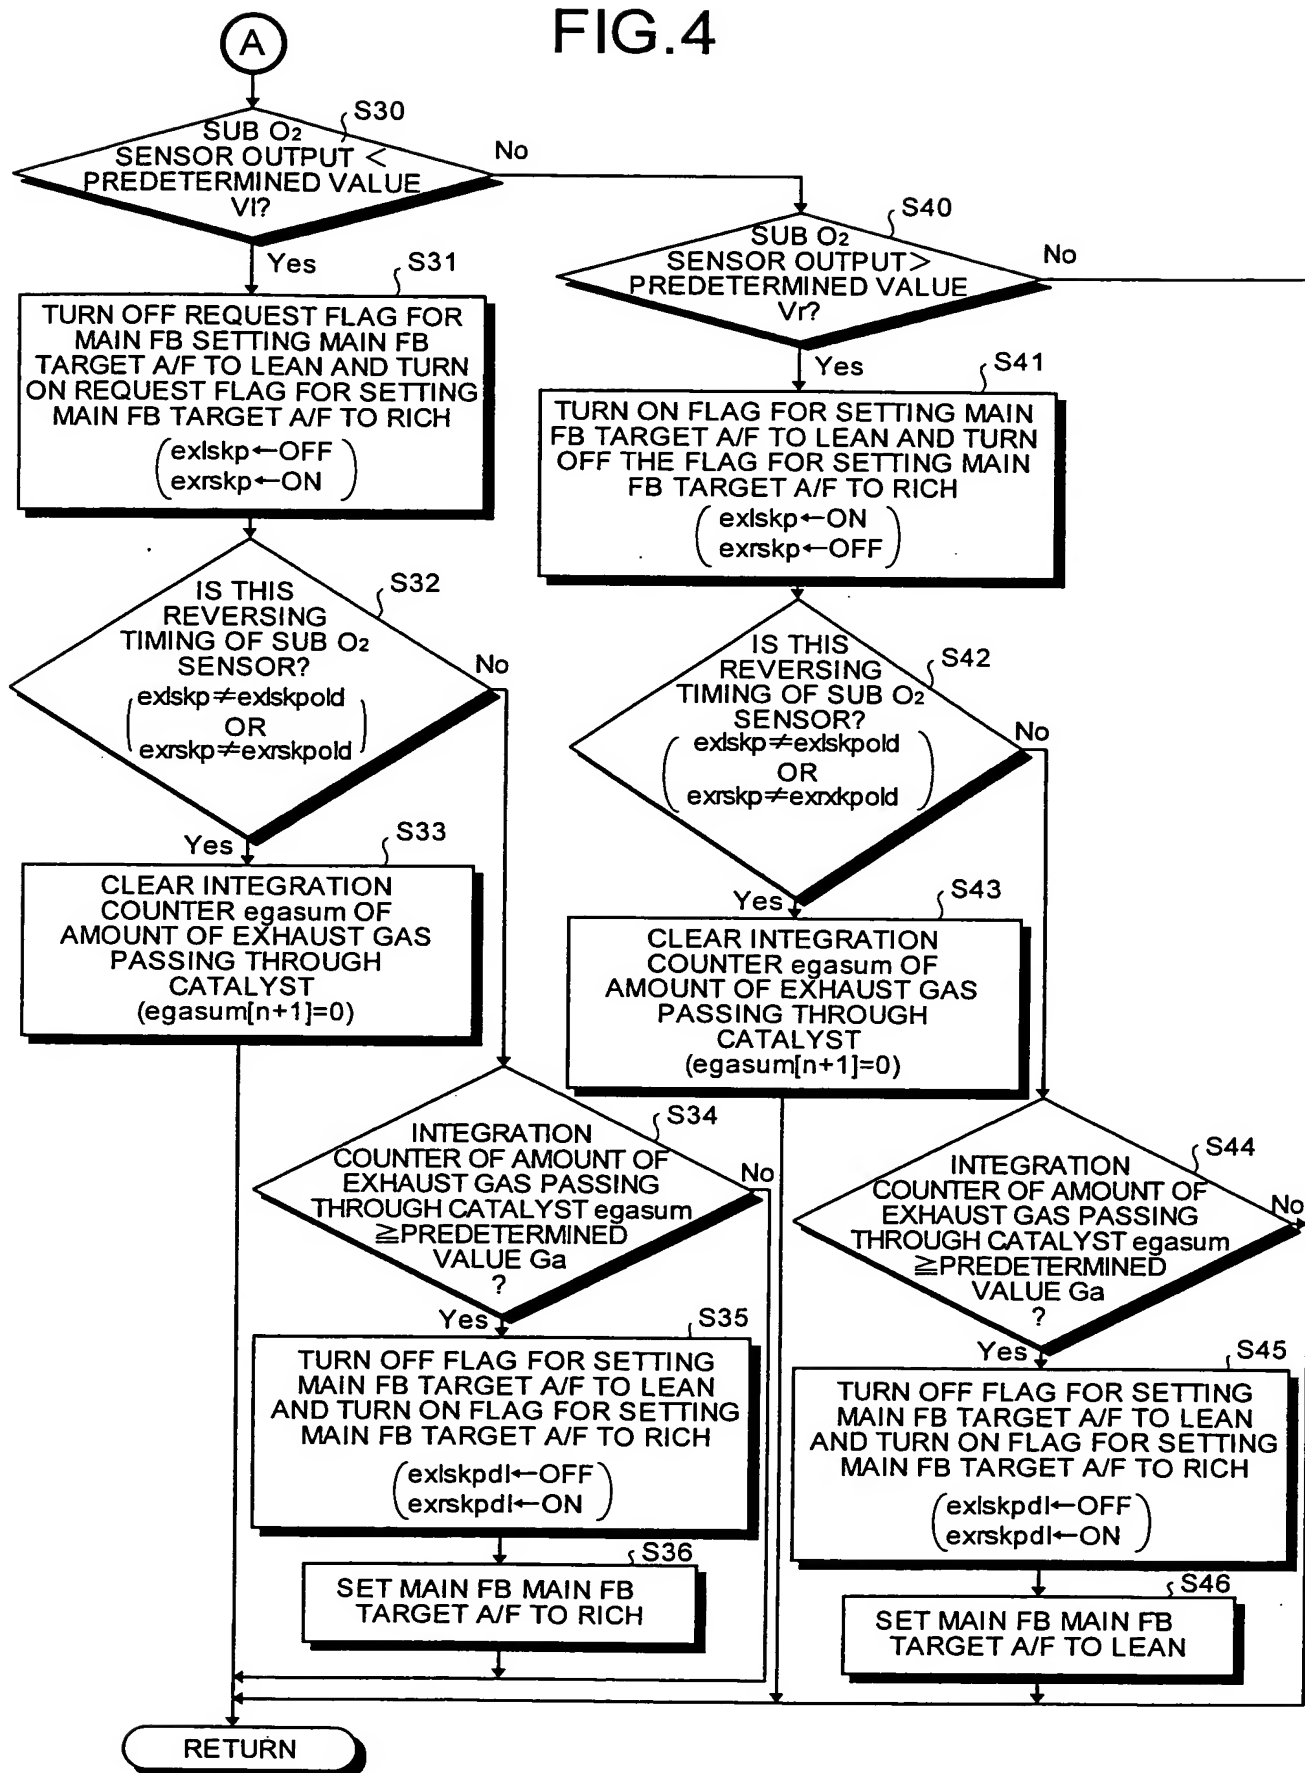 FIG.4
A
S30
SUB O2
SENSOR OUTPUT <
PREDETERMINED VALUE
Vl?
No
Yes
S31
TURN OFF REQUEST FLAG FOR
MAIN FB SETTING MAIN FB
TARGET A/F TO LEAN AND TURN
ON REQUEST FLAG FOR SETTING
MAIN FB TARGET A/F TO RICH
(exlskp←OFF
exrskp←ON)
S32
IS THIS
REVERSING
TIMING OF SUB O2
SENSOR?
(exlskp≠exlskpold
OR
exrskp≠exrskpold)
No
Yes
S33
CLEAR INTEGRATION
COUNTER egasum OF
AMOUNT OF EXHAUST GAS
PASSING THROUGH
CATALYST
(egasum[n+1]=0)
S34
INTEGRATION
COUNTER OF AMOUNT OF
EXHAUST GAS PASSING
THROUGH CATALYST egasum
≧PREDETERMINED
VALUE Ga
?
No
Yes
S35
TURN OFF FLAG FOR SETTING
MAIN FB TARGET A/F TO LEAN
AND TURN ON FLAG FOR SETTING
MAIN FB TARGET A/F TO RICH
(exlskpdl←OFF
exrskpdl←ON)
S36
SET MAIN FB MAIN FB
TARGET A/F TO RICH
S40
SUB O2
SENSOR OUTPUT>
PREDETERMINED VALUE
Vr?
No
Yes
S41
TURN ON FLAG FOR SETTING MAIN
FB TARGET A/F TO LEAN AND TURN
OFF THE FLAG FOR SETTING MAIN
FB TARGET A/F TO RICH
(exlskp←ON
exrskp←OFF)
S42
IS THIS
REVERSING
TIMING OF SUB O2
SENSOR?
(exlskp≠exlskpold
OR
exrskp≠exrxkpold)
No
Yes
S43
CLEAR INTEGRATION
COUNTER egasum OF
AMOUNT OF EXHAUST GAS
PASSING THROUGH
CATALYST
(egasum[n+1]=0)
S44
INTEGRATION
COUNTER OF AMOUNT OF
EXHAUST GAS PASSING
THROUGH CATALYST egasum
≧PREDETERMINED
VALUE Ga
?
No
Yes
S45
TURN OFF FLAG FOR SETTING
MAIN FB TARGET A/F TO LEAN
AND TURN ON FLAG FOR SETTING
MAIN FB TARGET A/F TO RICH
(exlskpdl←OFF
exrskpdl←ON)
S46
SET MAIN FB MAIN FB
TARGET A/F TO LEAN
RETURN